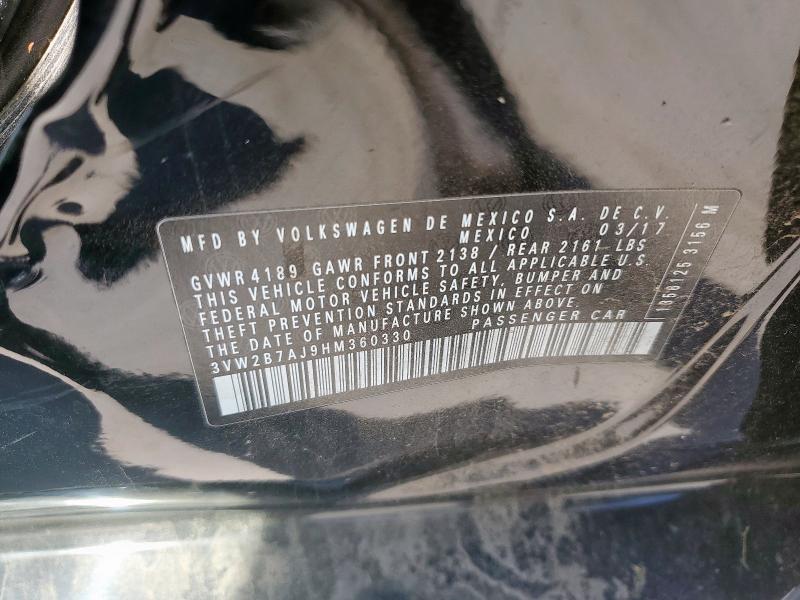 MFD BY VOLKSWAGEN DE MEXICO S.A. DE C.V.
MEXICO 03/17
GVWR 4189 GAWR FRONT 2138 / REAR 2161 LBS
THIS VEHICLE CONFORMS TO ALL APPLICABLE U.S.
FEDERAL MOTOR VEHICLE SAFETY, BUMPER AND
THEFT PREVENTION STANDARDS IN EFFECT ON
THE DATE OF MANUFACTURE SHOWN ABOVE.
3VW2B7AJ9HM360330 PASSENGER CAR
3156 M